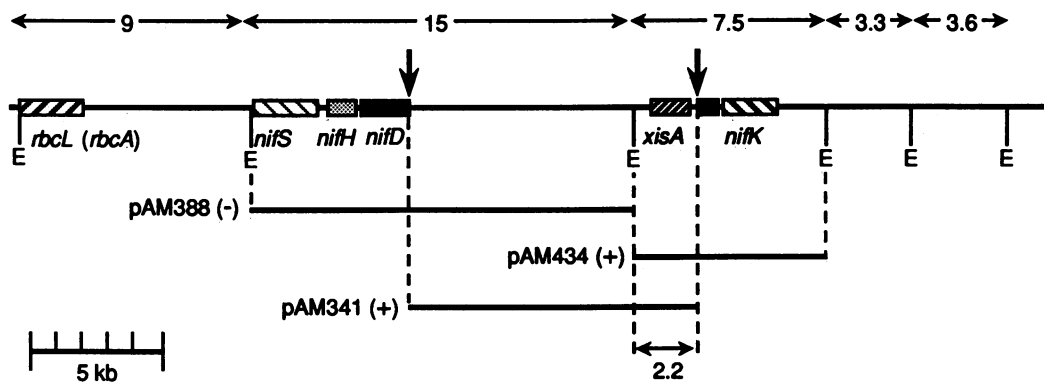 9 15 7.5 3.3 3.6
rbcL (rbcA) nifS nifH nifD xisA nifK
E E E E E E
pAM388 (-)
pAM434 (+)
pAM341 (+)
5 kb 2.2